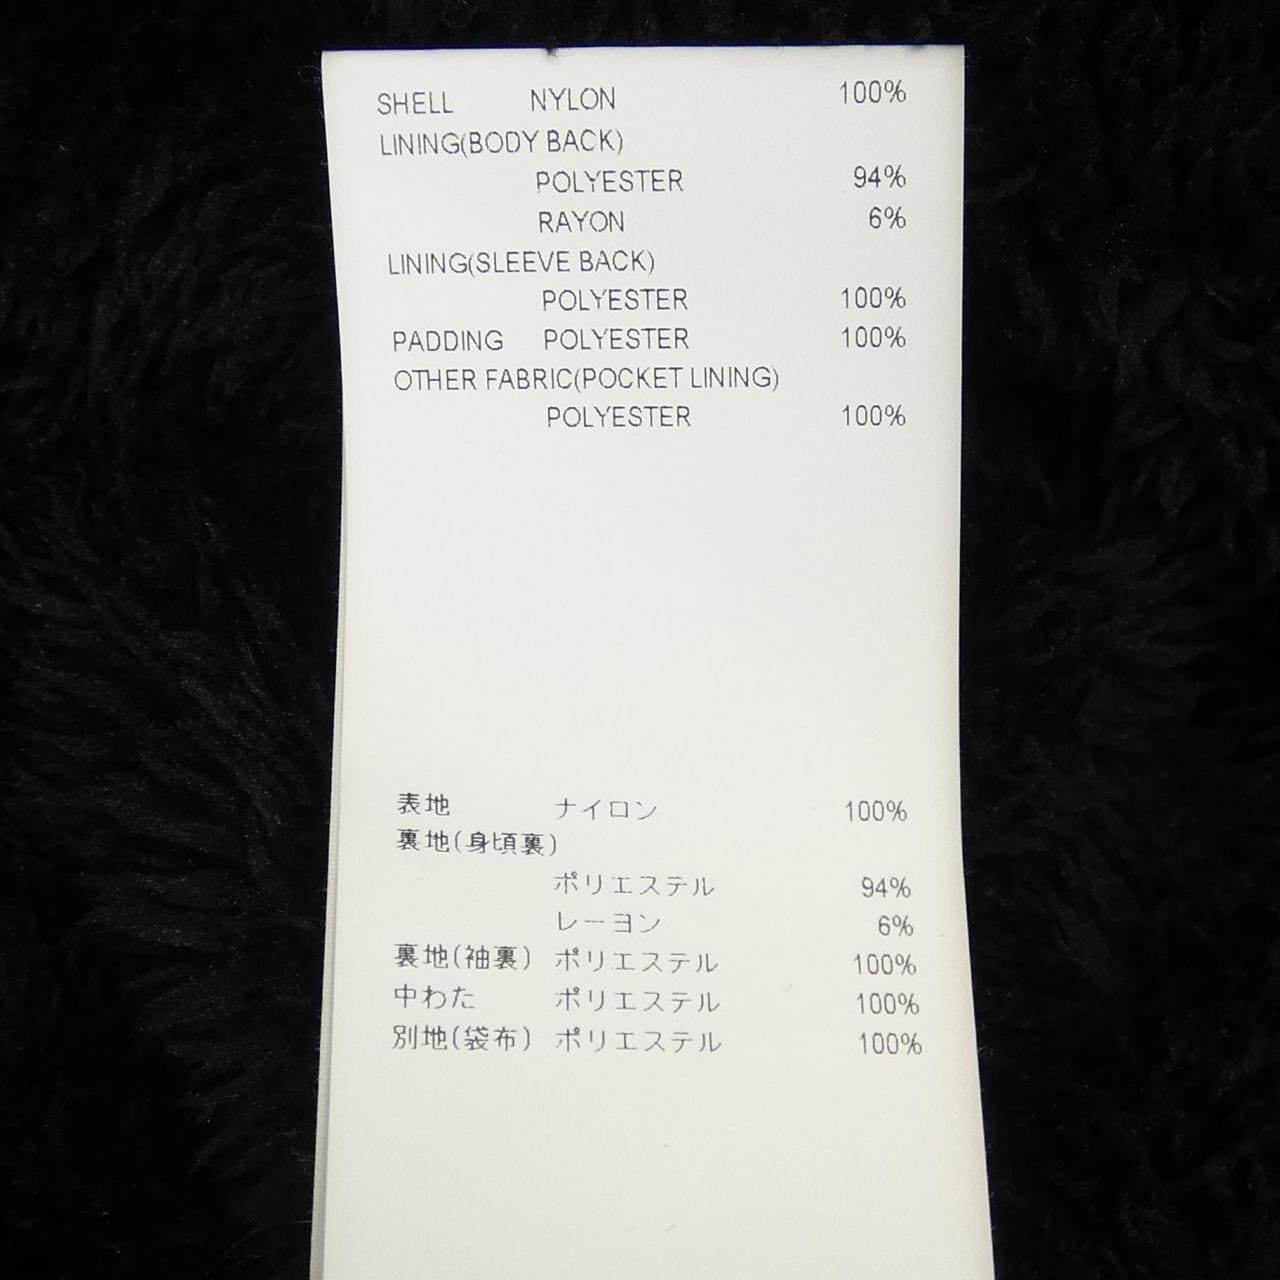 SHELL NYLON 100%
LINING(BODY BACK)
POLYESTER 94%
RAYON 6%
LINING(SLEEVE BACK)
POLYESTER 100%
PADDING POLYESTER 100%
OTHER FABRIC(POCKET LINING)
POLYESTER 100%
表地 ナイロン 100%
裏地(身頃裏)
ポリエステル 94%
レーヨン 6%
裏地(袖裏) ポリエステル 100%
中わた ポリエステル 100%
別地(袋布) ポリエステル 100%